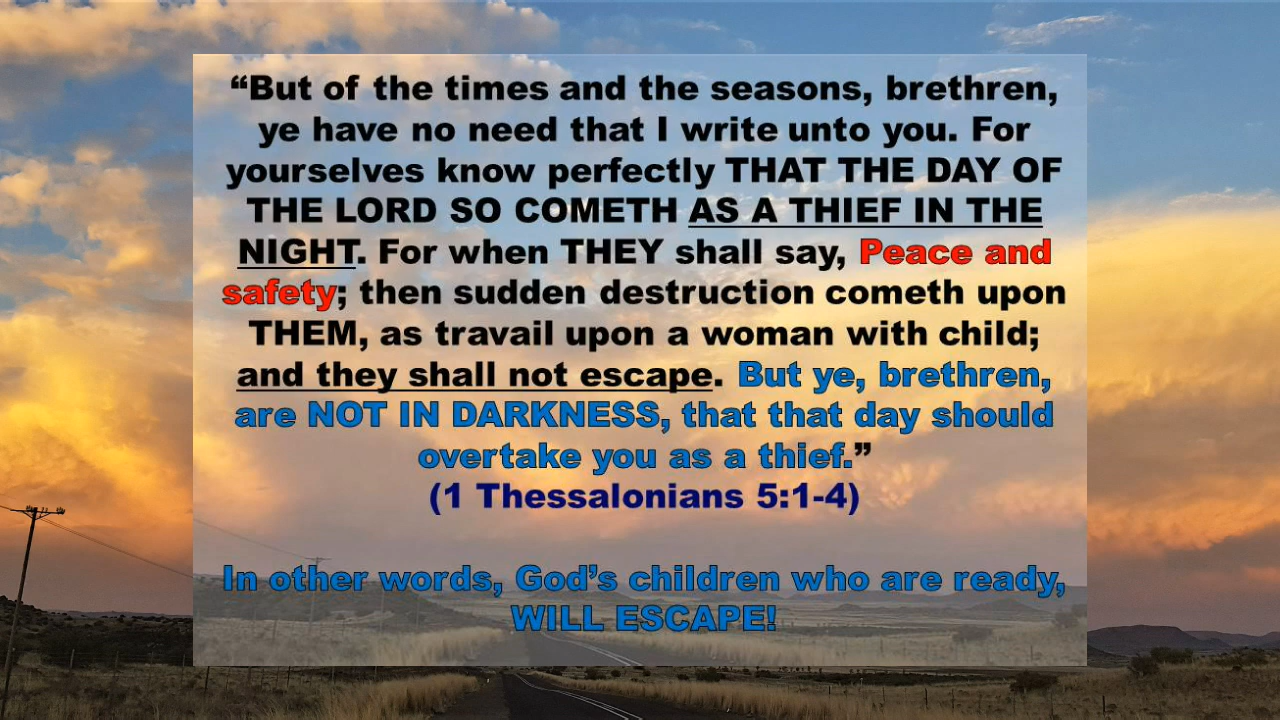 “But of the times and the seasons, brethren,
ye have no need that I write unto you. For
yourselves know perfectly THAT THE DAY OF
THE LORD SO COMETH AS A THIEF IN THE
NIGHT. For when THEY shall say, Peace and
safety; then sudden destruction cometh upon
THEM, as travail upon a woman with child;
and they shall not escape. But ye, brethren,
are NOT IN DARKNESS, that that day should
overtake you as a thief.”
(1 Thessalonians 5:1-4)
In other words, God’s children who are ready,
WILL ESCAPE!